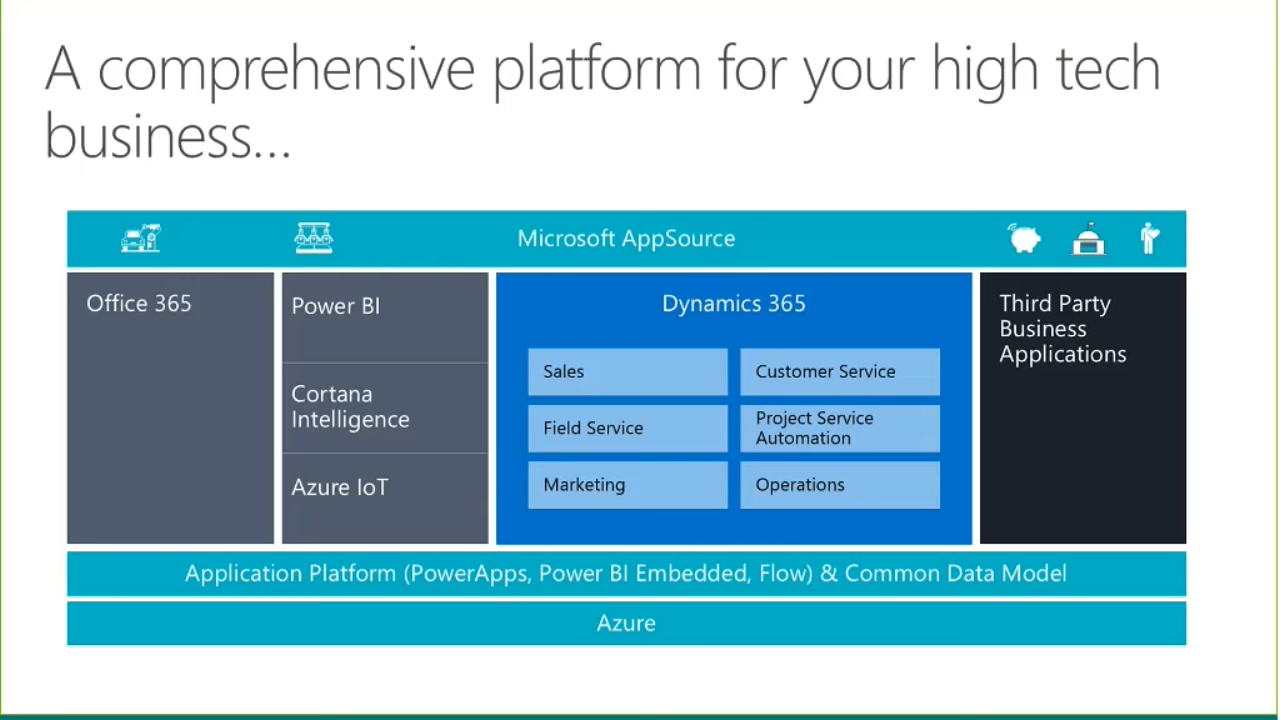 A comprehensive platform for your high tech
business...
Microsoft AppSource
Office 365
Power BI
Cortana
Intelligence
Azure IoT
Dynamics 365
Sales
Customer Service
Field Service
Project Service
Automation
Marketing
Operations
Third Party
Business
Applications
Application Platform (PowerApps, Power BI Embedded, Flow) & Common Data Model
Azure